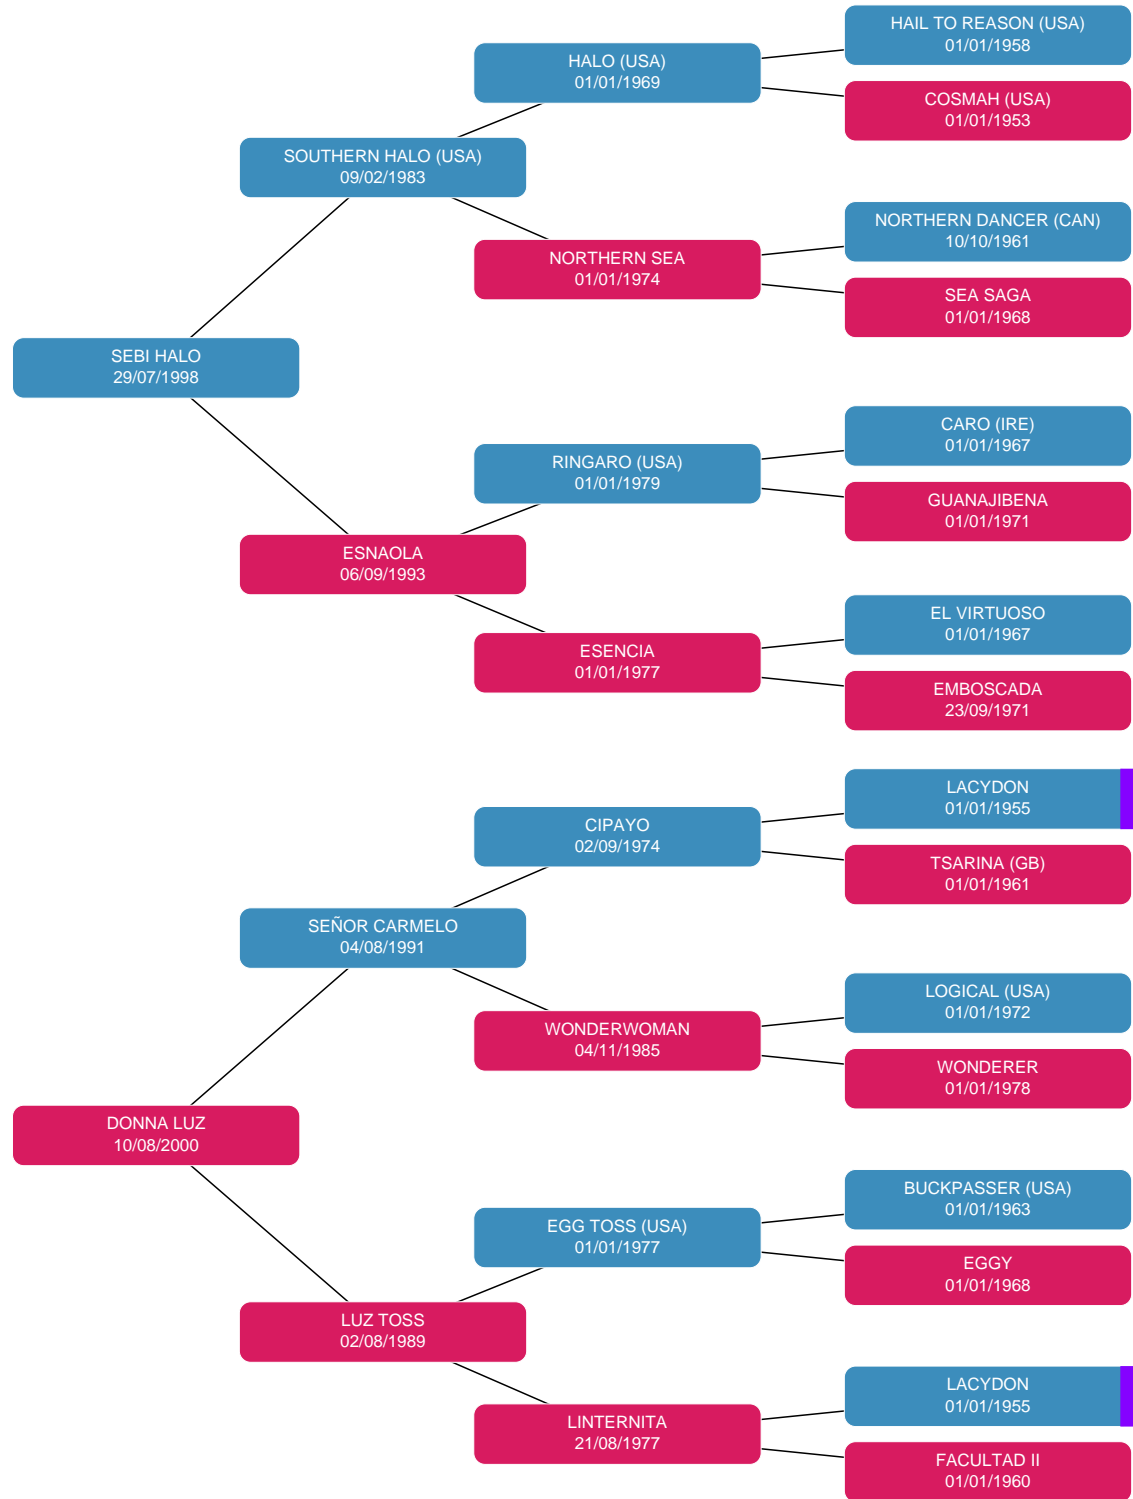 HAIL TO REASON (USA)
01/01/1958
HALO (USA)
01/01/1969
COSMAH (USA)
01/01/1953
SOUTHERN HALO (USA)
09/02/1983
NORTHERN DANCER (CAN)
10/10/1961
NORTHERN SEA
01/01/1974
SEA SAGA
01/01/1968
SEBI HALO
29/07/1998
CARO (IRE)
01/01/1967
RINGARO (USA)
01/01/1979
GUANAJIBENA
01/01/1971
ESNAOLA
06/09/1993
EL VIRTUOSO
01/01/1967
ESENCIA
01/01/1977
EMBOSCADA
23/09/1971
LACYDON
01/01/1955
CIPAYO
02/09/1974
TSARINA (GB)
01/01/1961
SEÑOR CARMELO
04/08/1991
LOGICAL (USA)
01/01/1972
WONDERWOMAN
04/11/1985
WONDERER
01/01/1978
DONNA LUZ
10/08/2000
BUCKPASSER (USA)
01/01/1963
EGG TOSS (USA)
01/01/1977
EGGY
01/01/1968
LUZ TOSS
02/08/1989
LACYDON
01/01/1955
LINTERNITA
21/08/1977
FACULTAD II
01/01/1960